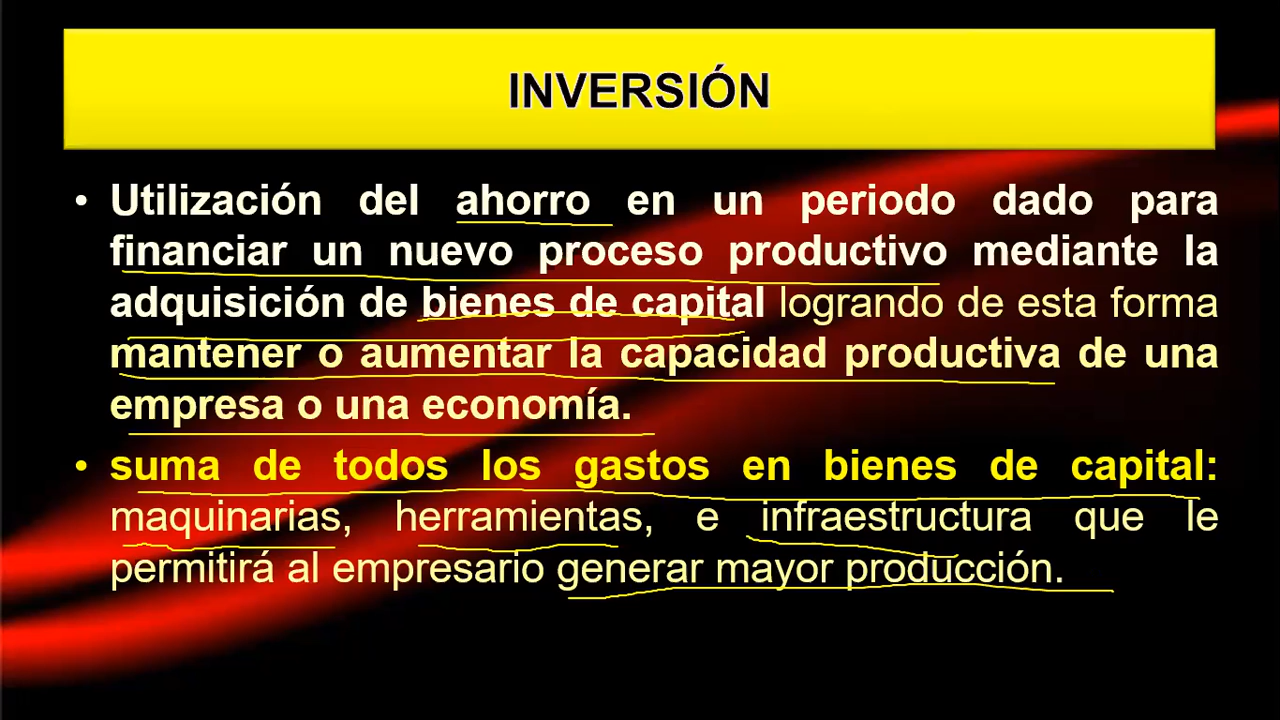 INVERSIÓN
• Utilización del ahorro en un periodo dado para
financiar un nuevo proceso productivo mediante la
adquisición de bienes de capital logrando de esta forma
mantener o aumentar la capacidad productiva de una
empresa o una economía.
• suma de todos los gastos en bienes de capital:
maquinarias, herramientas, e infraestructura que le
permitirá al empresario generar mayor producción.